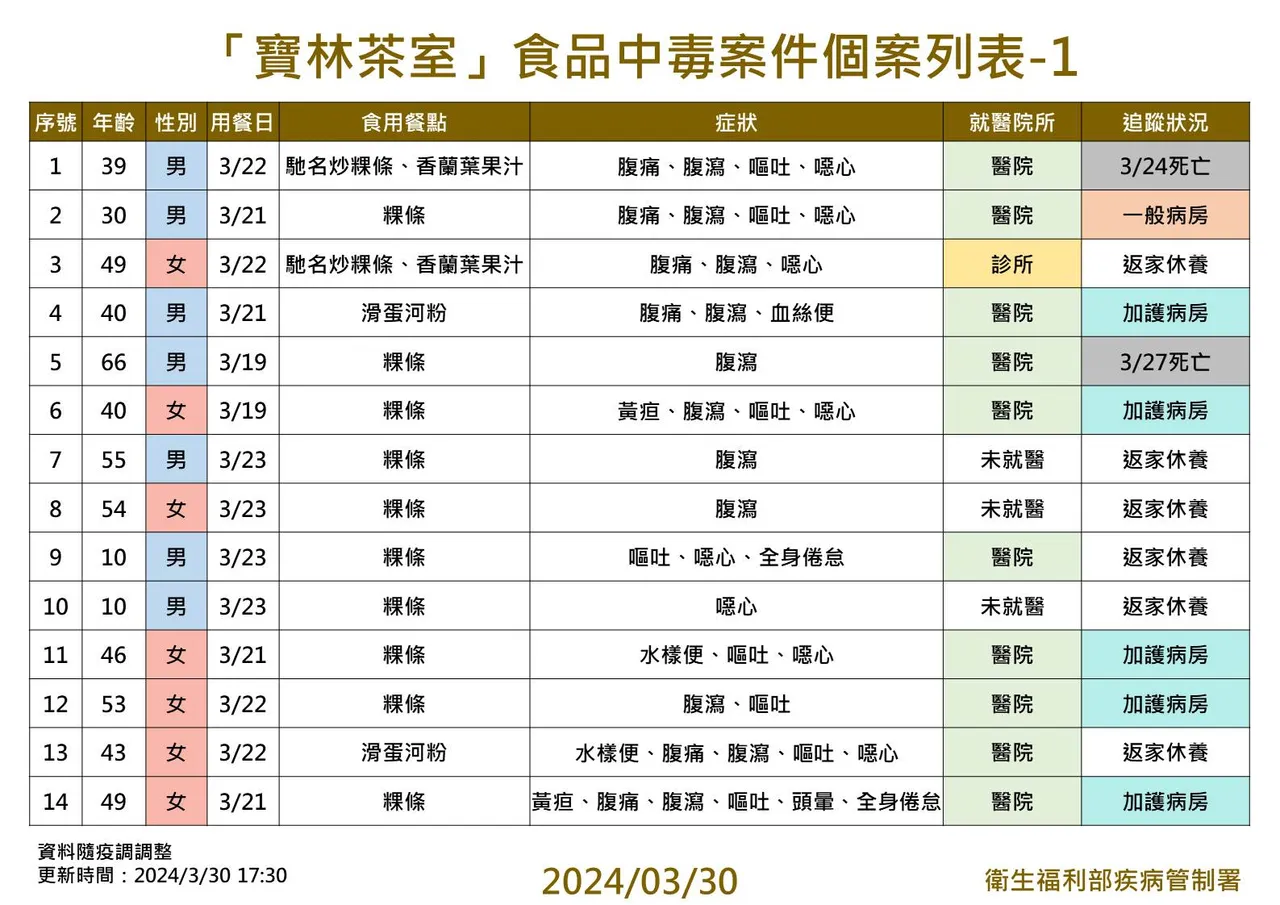 「寶林茶室」食品中毒案件個案列表-1
序號 年齡 性別 用餐日 食用餐點 症狀 就醫院所 追蹤狀況
1 39 男 3/22 馳名炒粿條、香蘭葉果汁 腹痛、腹瀉、嘔吐、噁心 醫院 3/24死亡
2 30 男 3/21 粿條 腹痛、腹瀉、嘔吐、噁心 醫院 一般病房
3 49 女 3/22 馳名炒粿條、香蘭葉果汁 腹痛、腹瀉、噁心 診所 返家休養
4 40 男 3/21 滑蛋河粉 腹痛、腹瀉、血絲便 醫院 加護病房
5 66 男 3/19 粿條 腹瀉 醫院 3/27死亡
6 40 女 3/19 粿條 黃疸、腹瀉、嘔吐、噁心 醫院 加護病房
7 55 男 3/23 粿條 腹瀉 未就醫 返家休養
8 54 女 3/23 粿條 腹瀉 未就醫 返家休養
9 10 男 3/23 粿條 嘔吐、噁心、全身倦怠 醫院 返家休養
10 10 男 3/23 粿條 噁心 未就醫 返家休養
11 46 女 3/21 粿條 水樣便、嘔吐、噁心 醫院 加護病房
12 53 女 3/22 粿條 腹瀉、嘔吐 醫院 加護病房
13 43 女 3/22 滑蛋河粉 水樣便、腹痛、腹瀉、嘔吐、噁心 醫院 返家休養
14 49 女 3/21 粿條 黃疸、腹痛、腹瀉、嘔吐、頭暈、全身倦怠 醫院 加護病房
資料隨疫調調整
更新時間：2024/3/30 17:30
2024/03/30
衛生福利部疾病管制署